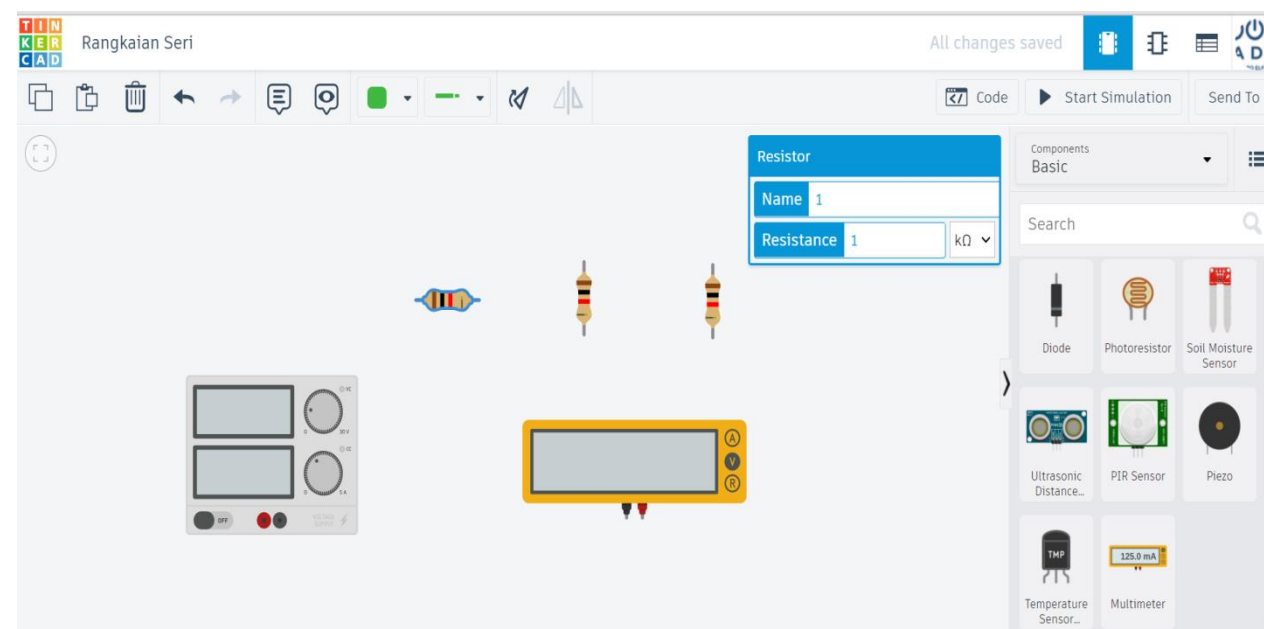 TIN
KER
CAD
Rangkaian Seri
All changes saved
Code
Start Simulation
Send To
Resistor
Name 1
Resistance 1 kΩ
Components
Basic
Search
Diode
Photoresistor
Soil Moisture
Sensor
Ultrasonic
Distance...
PIR Sensor
Piezo
TMP
125.0 mA
Temperature
Sensor...
Multimeter
A
V
R
OFF